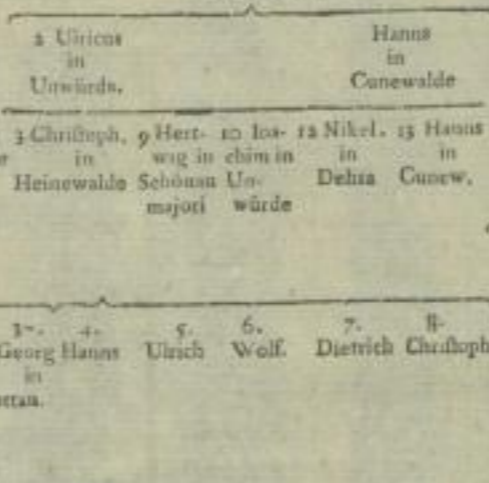 2 Ulricus Hanns
in in
Unwürde. Cunewalde
3 Christoph. 9 Hert- 10 Joa- 12 Nikel. 13 Hanns
in wig in chim in in in
Heinewalde Schönau Un- Dehsa Cunew.
majori würde
3. 4. 5. 6. 7. 8.
Georg Hanns Ulrich Wolf. Dietrich Christoph
in